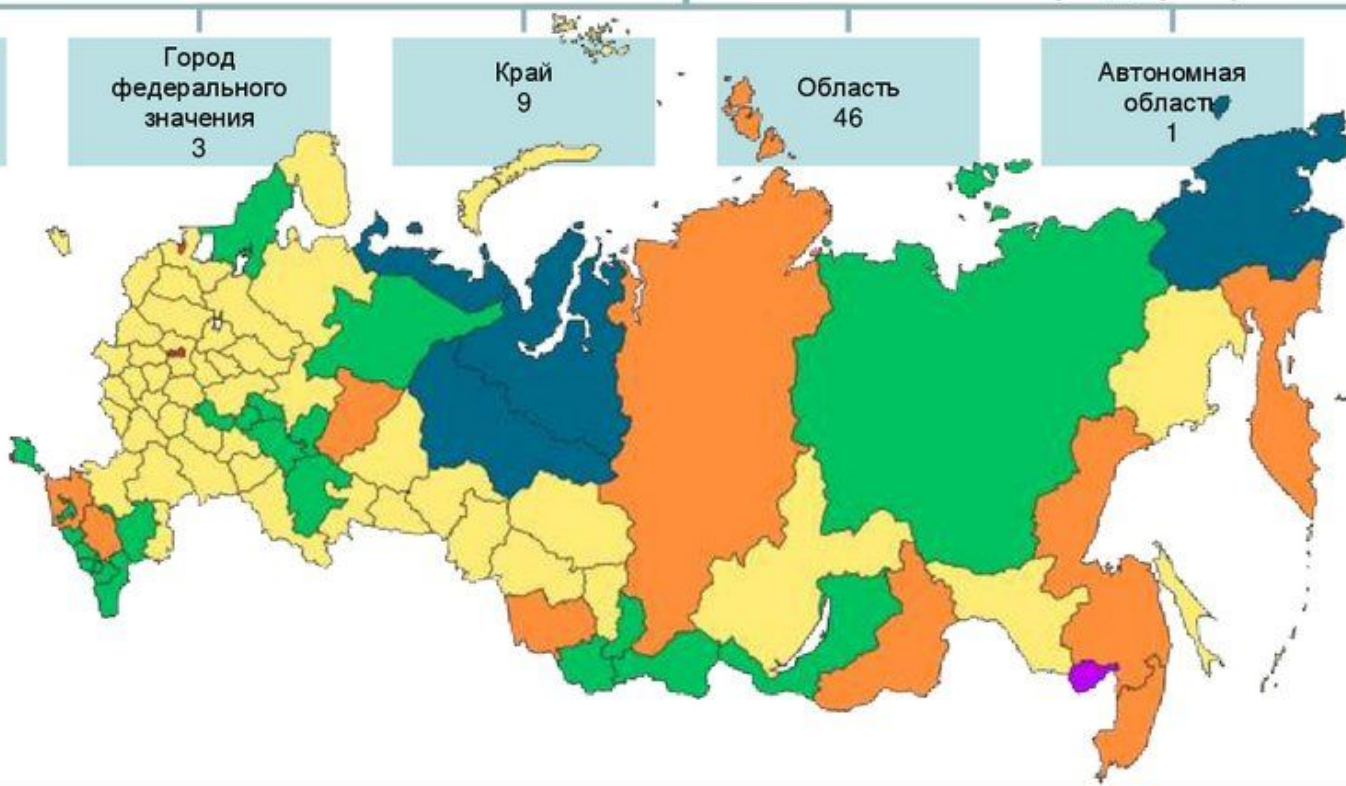 Город
федерального
значения
3
Край
9
Область
46
Автономная
область
1